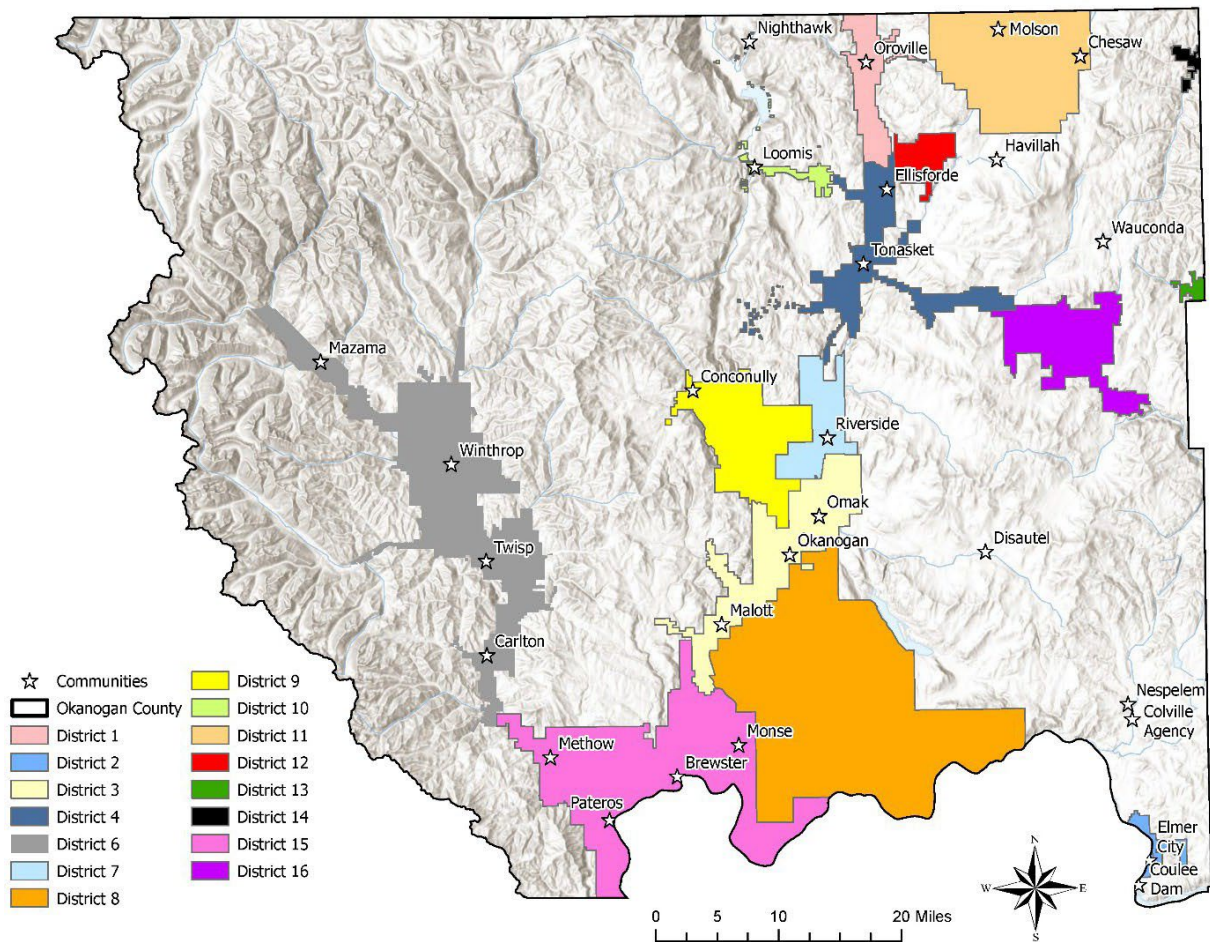 Nighthawk
Oroville
Molson
Chesaw
Loomis
Havillah
Ellisforde
Wauconda
Tonasket
Mazama
Conconully
Riverside
Winthrop
Omak
Okanogan
Disautel
Twisp
Malott
Carlton
Nespelem
Colville
Agency
Methow
Monse
Brewster
Pateros
Elmer
City
Coulee
Dam
Communities
Okanogan County
District 1
District 2
District 3
District 4
District 6
District 7
District 8
District 9
District 10
District 11
District 12
District 13
District 14
District 15
District 16
N
W
E
S
0 5 10 20 Miles